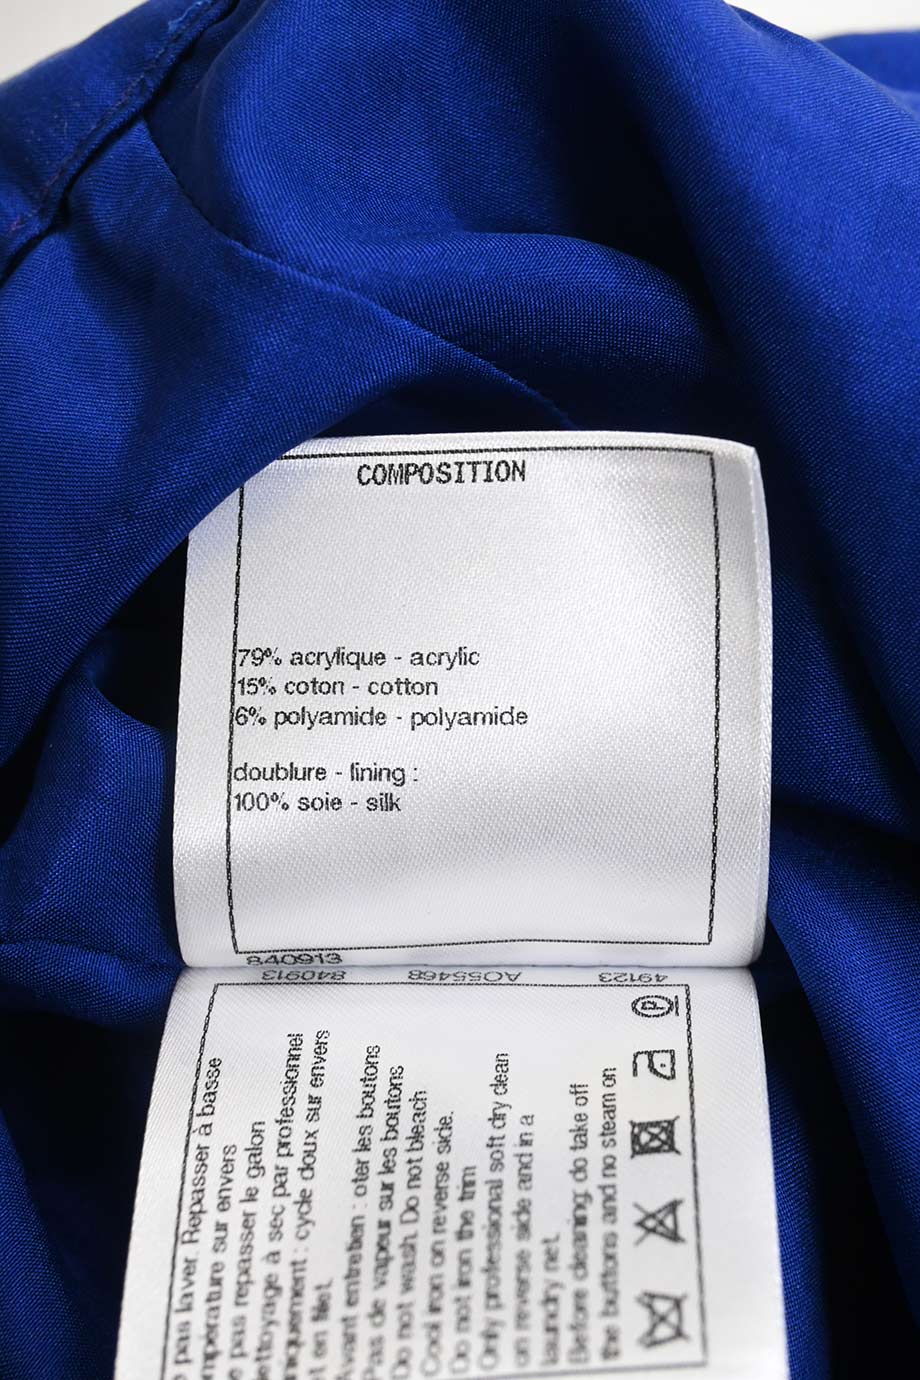 COMPOSITION
79% acrylique - acrylic
15% coton - cotton
6% polyamide - polyamide
doublure - lining :
100% soie - silk
840913
840913 AO55468 49123
pas laver. Repasser à basse
température sur envers
pas repasser le galon
nettoyage à sec par professionnel
uniquement : cycle doux sur envers
et en filet
Avant entretien : oter les boutons
Pas de vapeur sur les boutons
Do not wash. Do not bleach
Cool iron on reverse side.
Do not iron the trim
Only professional soft dry clean
on reverse side and in a
laundry net.
Before cleaning: do take off
the buttons and no steam on
P